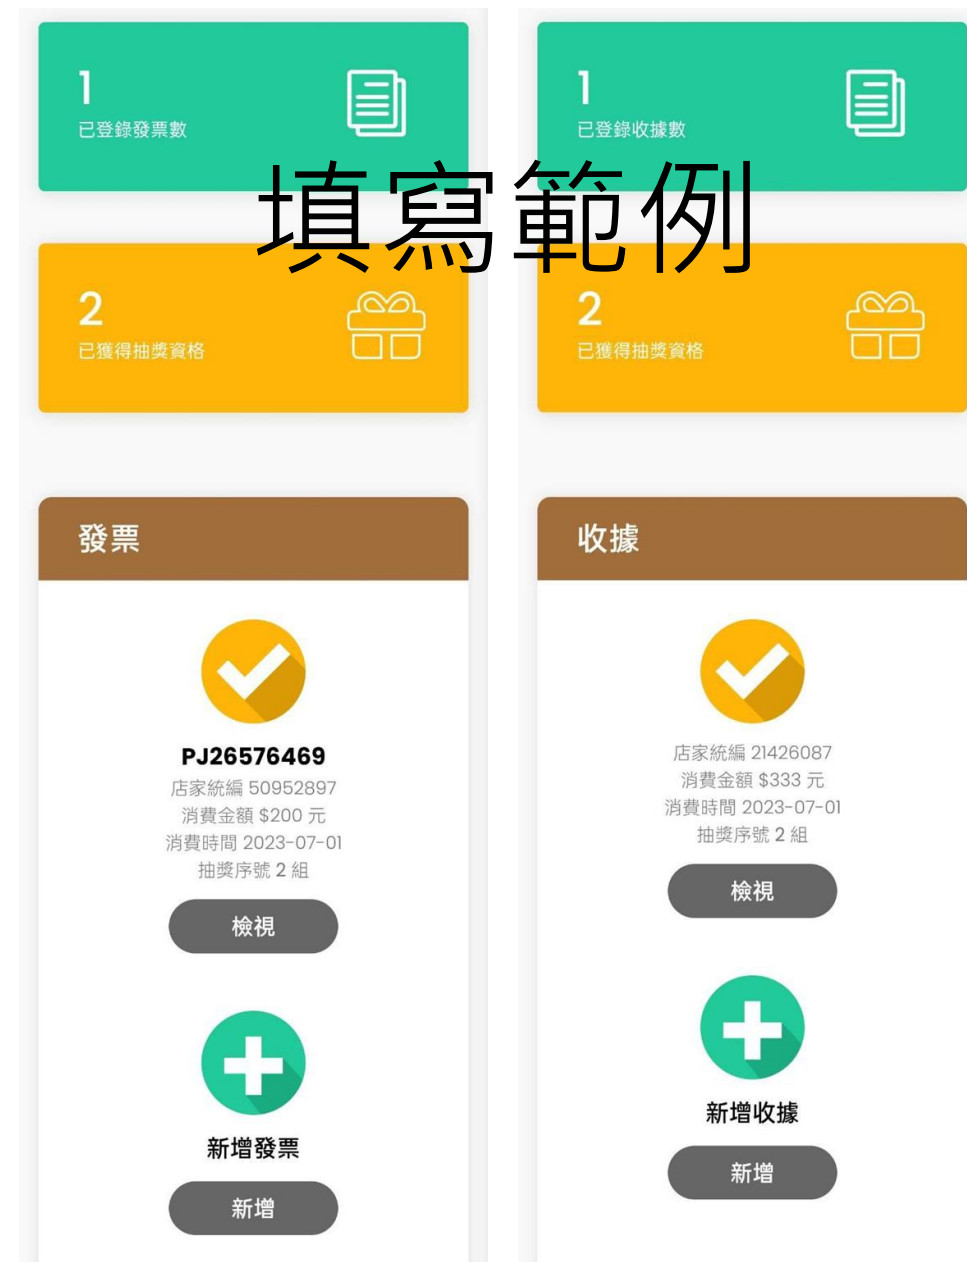 1
已登錄發票數
1
已登錄收據數
填寫範例
2
已獲得抽獎資格
2
已獲得抽獎資格
發票
PJ26576469
店家統編 50952897
消費金額 $200 元
消費時間 2023-07-01
抽獎序號 2 組
檢視
新增發票
新增
收據
店家統編 21426087
消費金額 $333 元
消費時間 2023-07-01
抽獎序號 2 組
檢視
新增收據
新增